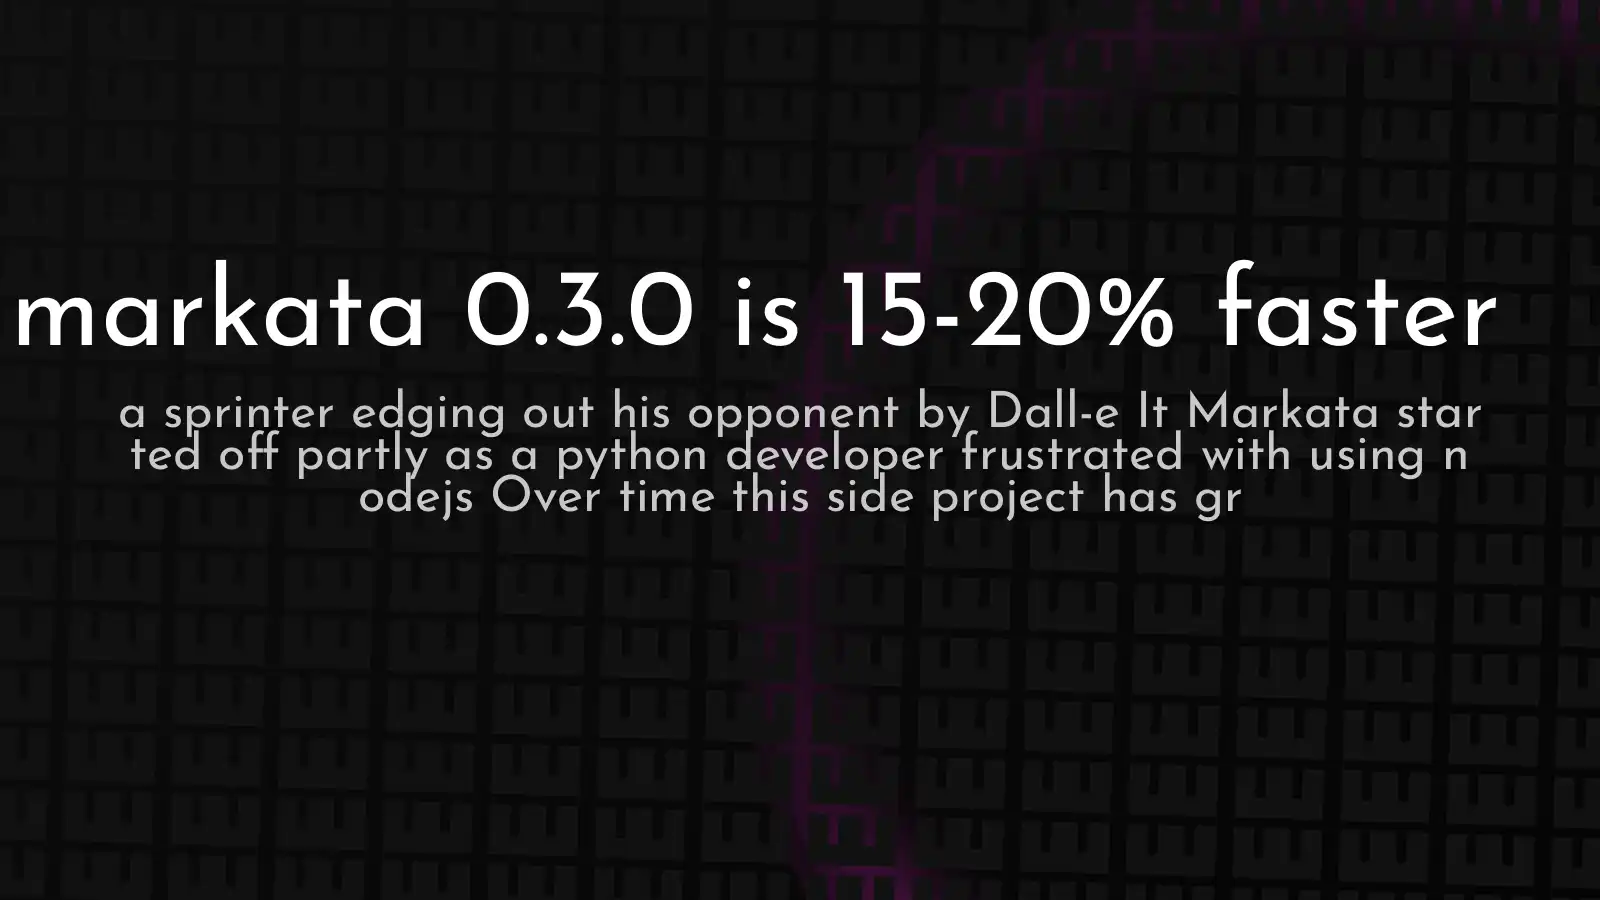 markata 0.3.0 is 15-20% faster
a sprinter edging out his opponent by Dall-e It Markata star
ted off partly as a python developer frustrated with using n
odejs Over time this side project has gr